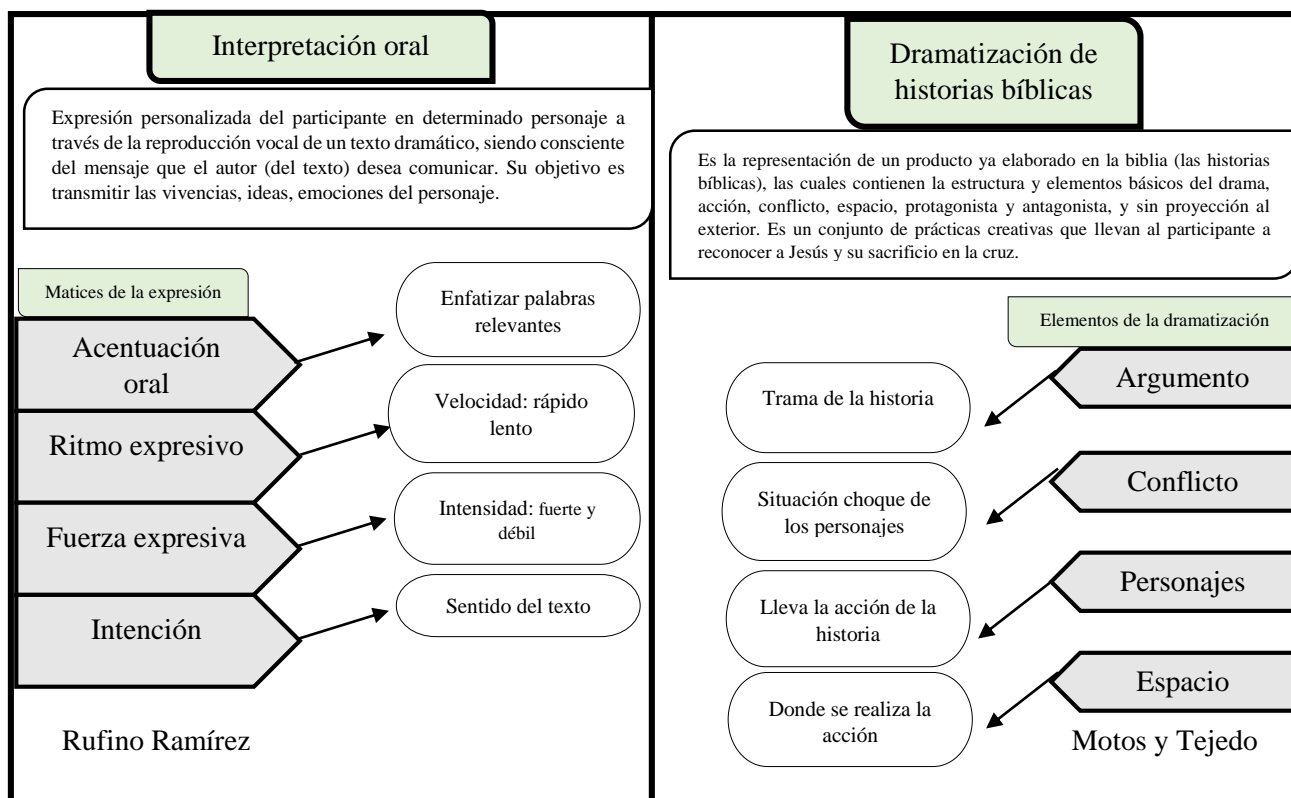 Interpretación oral
Expresión personalizada del participante en determinado personaje a
través de la reproducción vocal de un texto dramático, siendo consciente
del mensaje que el autor (del texto) desea comunicar. Su objetivo es
transmitir las vivencias, ideas, emociones del personaje.
Matices de la expresión
Acentuación
oral
Enfatizar palabras
relevantes
Ritmo expresivo
Velocidad: rápido
lento
Fuerza expresiva
Intensidad: fuerte y
débil
Intención
Sentido del texto
Rufino Ramírez
Dramatización de
historias bíblicas
Es la representación de un producto ya elaborado en la biblia (las historias
bíblicas), las cuales contienen la estructura y elementos básicos del drama,
acción, conflicto, espacio, protagonista y antagonista, y sin proyección al
exterior. Es un conjunto de prácticas creativas que llevan al participante a
reconocer a Jesús y su sacrificio en la cruz.
Elementos de la dramatización
Argumento
Trama de la historia
Conflicto
Situación choque de
los personajes
Personajes
Lleva la acción de la
historia
Espacio
Donde se realiza la
acción
Motos y Tejedo